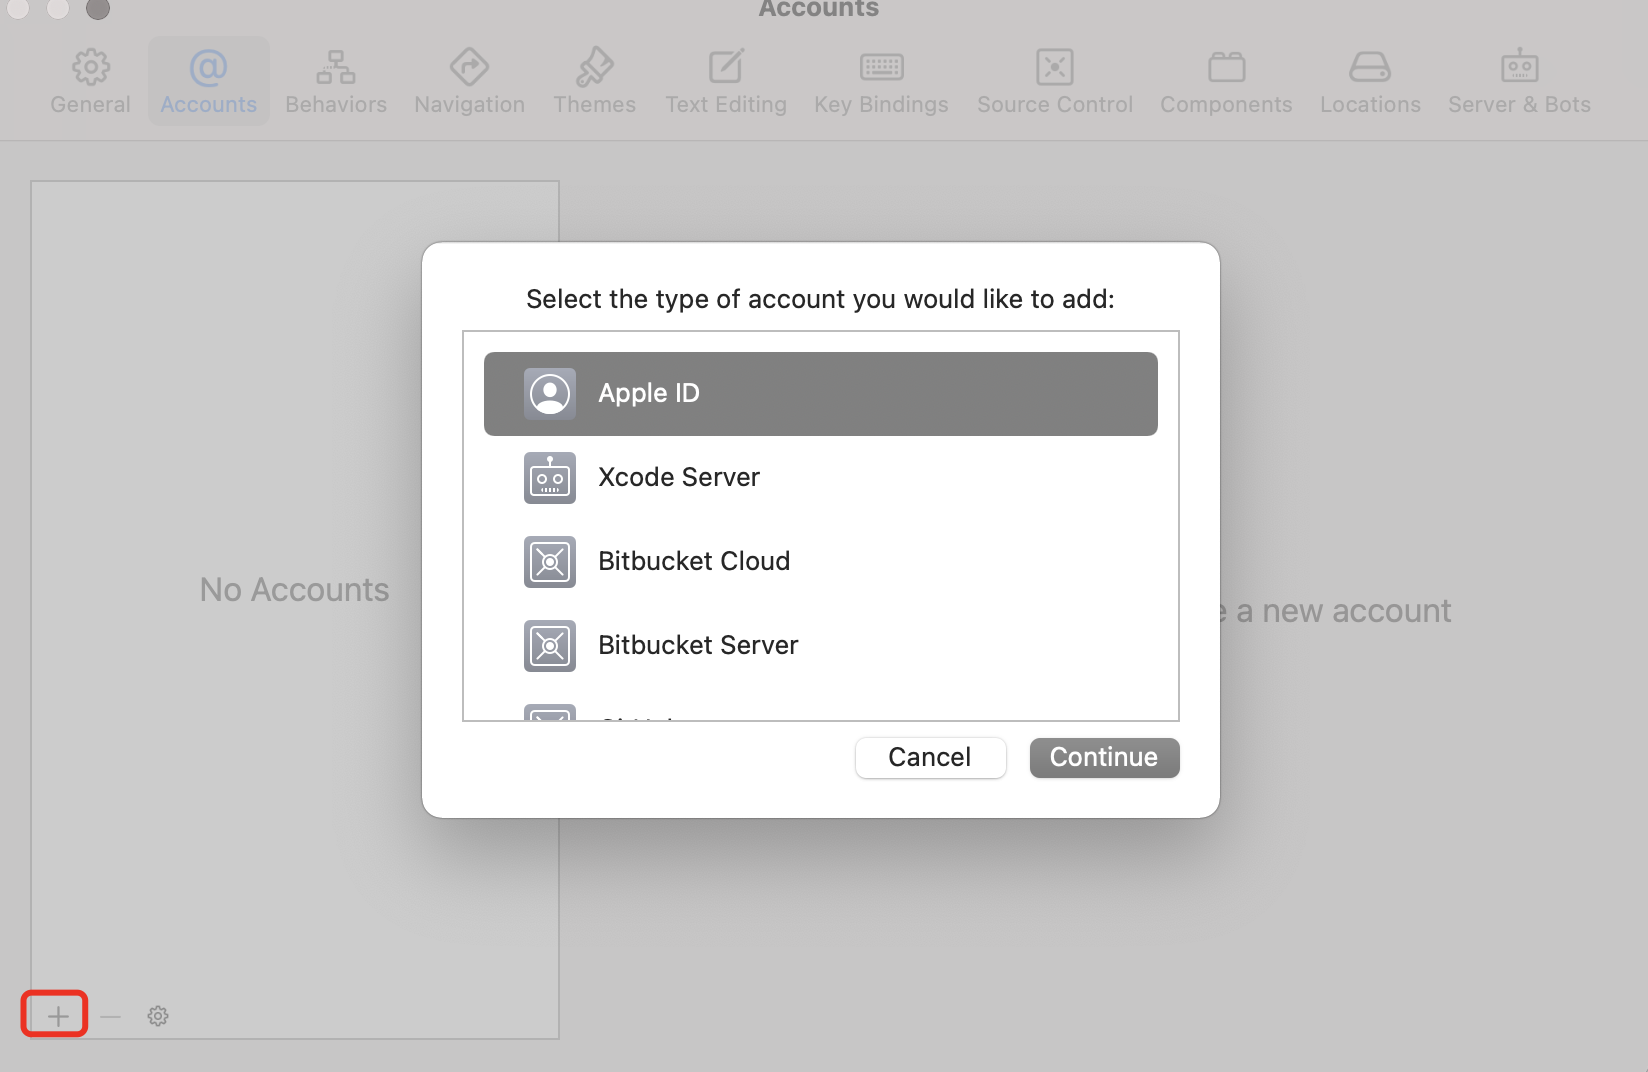 Accounts
General
Accounts
Behaviors
Navigation
Themes
Text Editing
Key Bindings
Source Control
Components
Locations
Server & Bots
Select the type of account you would like to add:
Apple ID
Xcode Server
Bitbucket Cloud
Bitbucket Server
Cancel
Continue
No Accounts
a new account